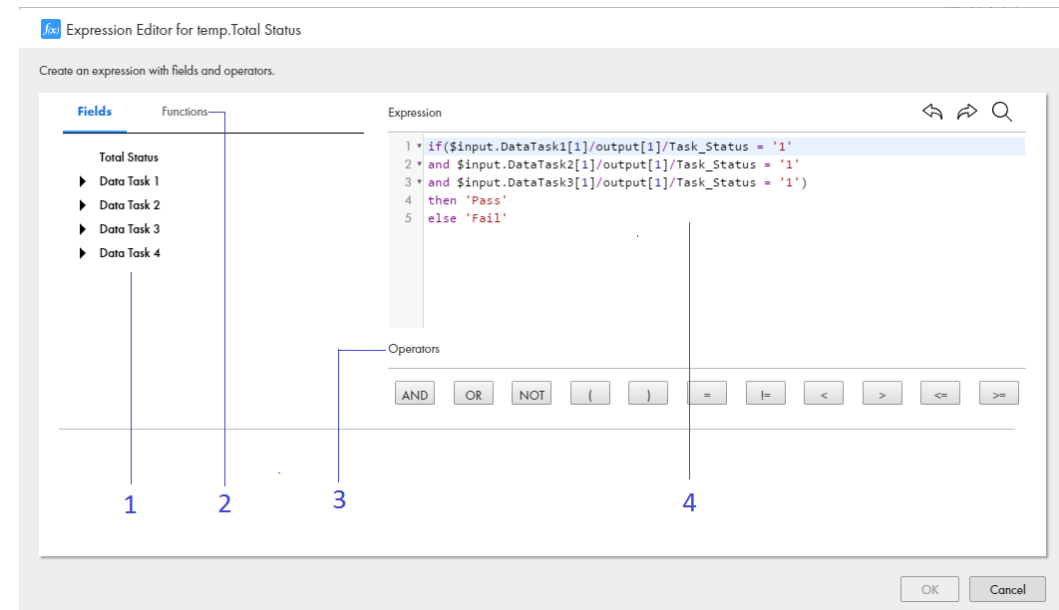 f(x) Expression Editor for temp.Total Status
Create an expression with fields and operators.
Fields Functions
Total Status
Data Task 1
Data Task 2
Data Task 3
Data Task 4
Expression
1 if($input.DataTask1[1]/output[1]/Task_Status = '1'
2 and $input.DataTask2[1]/output[1]/Task_Status = '1'
3 and $input.DataTask3[1]/output[1]/Task_Status = '1')
4 then 'Pass'
5 else 'Fail'
Operators
AND OR NOT ( ) = != < > <= >=
1 2 3 4
OK Cancel